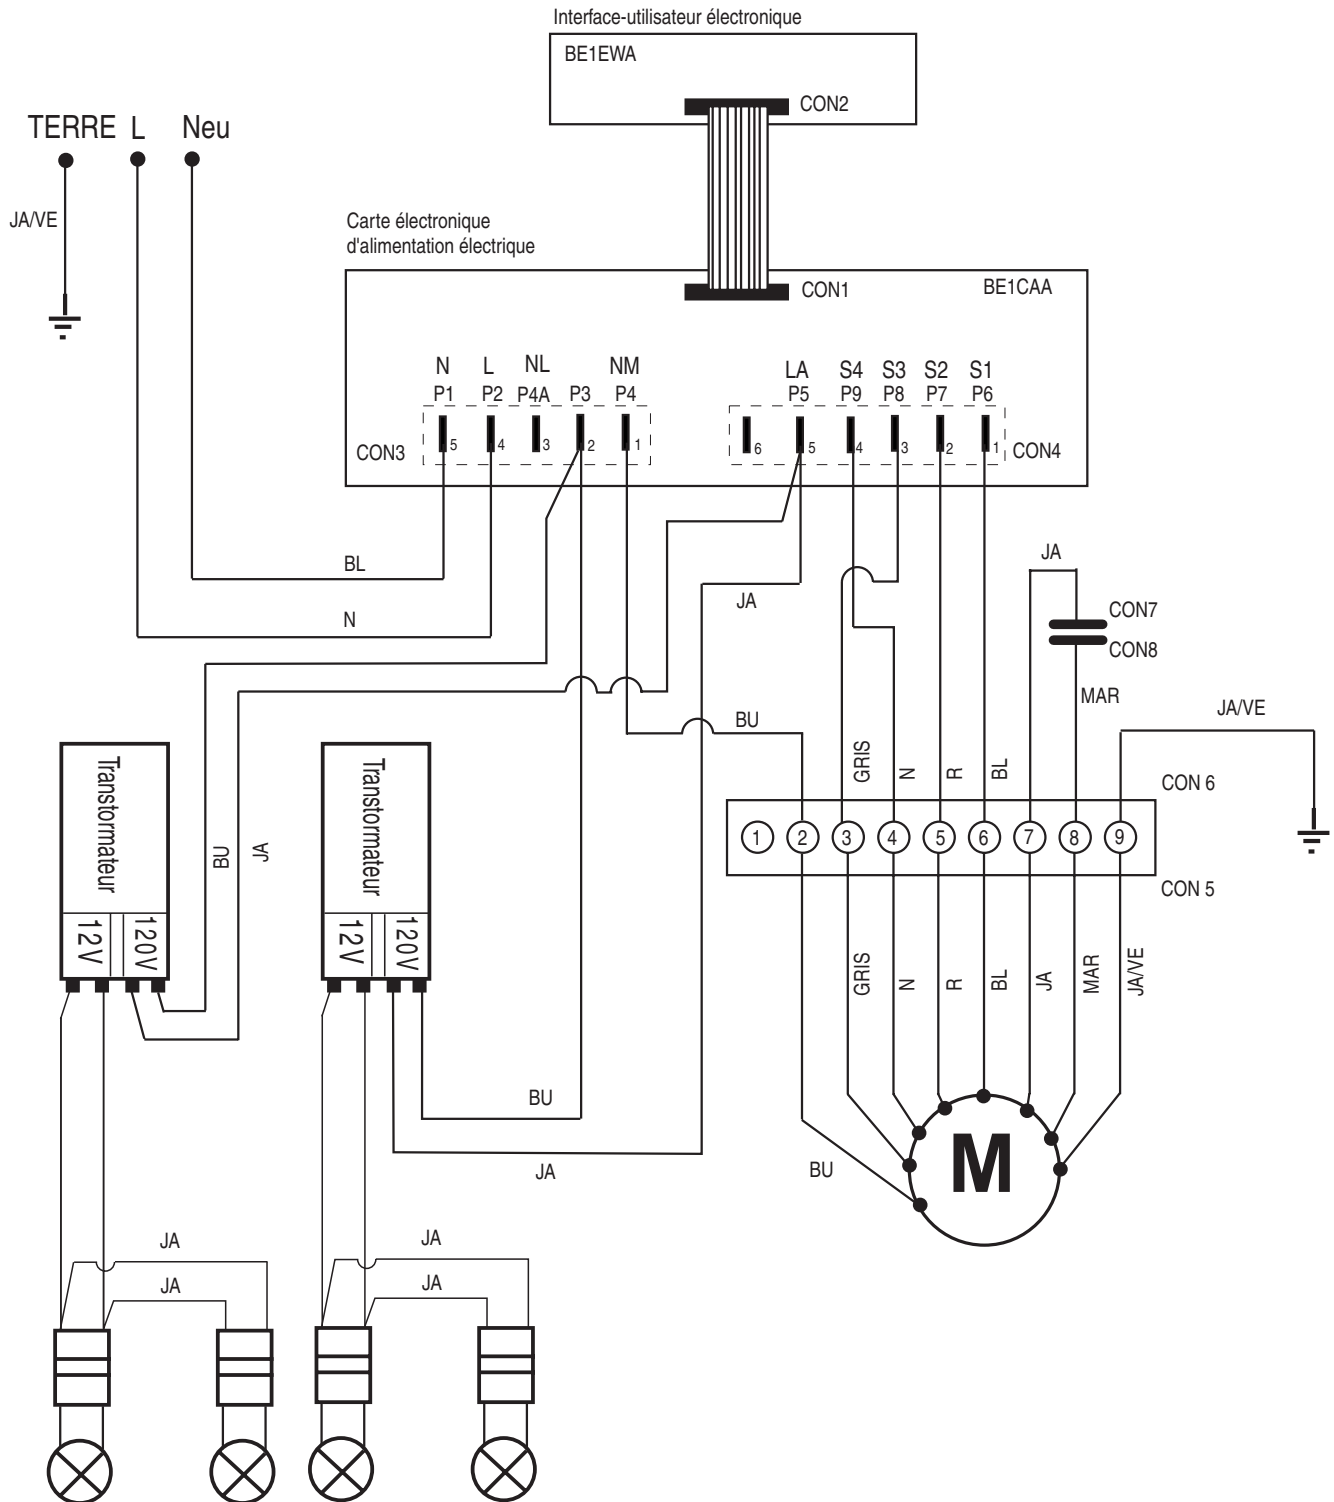 Interface-utilisateur électronique
BE1EWA
CON2
TERRE L Neu
JA/VE
Carte électronique
d'alimentation électrique
CON1
BE1CAA
N L NL NM
P1 P2 P4A P3 P4
5 4 3 2 1
CON3
LA S4 S3 S2 S1
P5 P9 P8 P7 P6
6 5 4 3 2 1
CON4
BL
N
JA
JA
CON7
CON8
MAR
BU
JA/VE
GRIS
N
R
BL
CON 6
1 2 3 4 5 6 7 8 9
CON 5
Transtormateur
12V
120V
BU
JA
Transtormateur
12V
120V
GRIS
N
R
BL
JA
MAR
JA/VE
BU
JA
BU
M
JA
JA
JA
JA